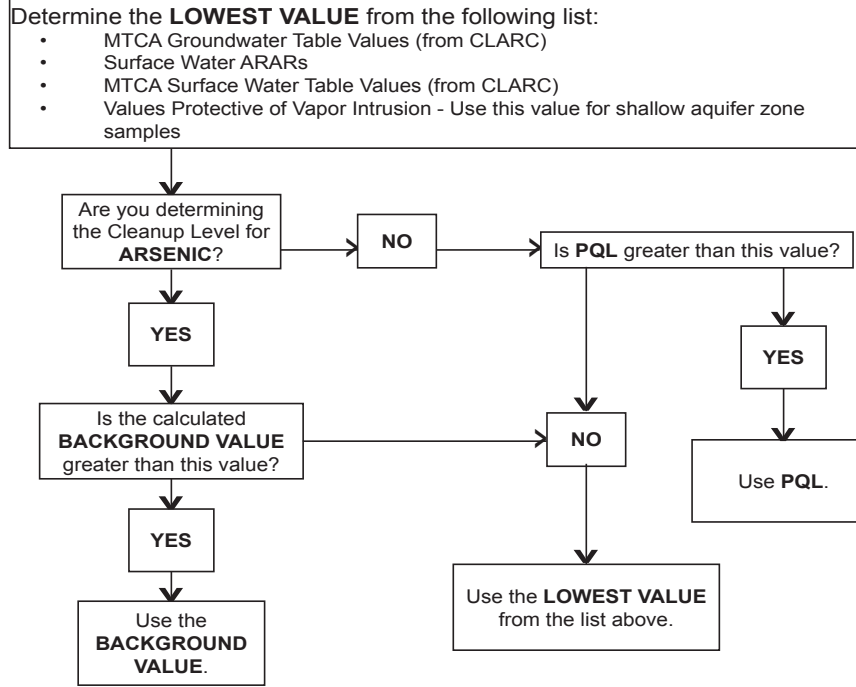 Determine the LOWEST VALUE from the following list:
• MTCA Groundwater Table Values (from CLARC)
• Surface Water ARARs
• MTCA Surface Water Table Values (from CLARC)
• Values Protective of Vapor Intrusion - Use this value for shallow aquifer zone
samples
Are you determining
the Cleanup Level for
ARSENIC?
NO
Is PQL greater than this value?
YES
YES
Is the calculated
BACKGROUND VALUE
greater than this value?
NO
Use PQL.
YES
Use the
BACKGROUND
VALUE.
Use the LOWEST VALUE
from the list above.